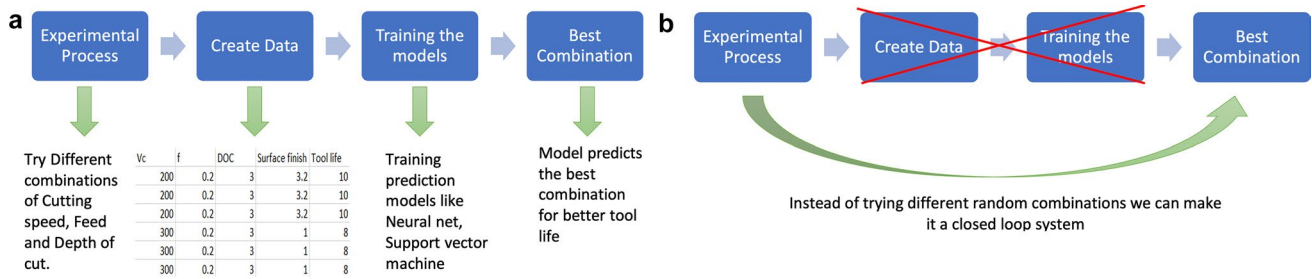 a
Experimental
Process
Create Data
Training the
models
Best
Combination
Try Different
combinations
of Cutting
speed, Feed
and Depth of
cut.
Vc f DOC Surface finish Tool life
200 0.2 3 3.2 10
200 0.2 3 3.2 10
200 0.2 3 3.2 10
300 0.2 3 1 8
300 0.2 3 1 8
300 0.2 3 1 8
Training
prediction
models like
Neural net,
Support vector
machine
Model predicts
the best
combination
for better tool
life
b
Experimental
Process
Create Data
Training the
models
Best
Combination
Instead of trying different random combinations we can make
it a closed loop system